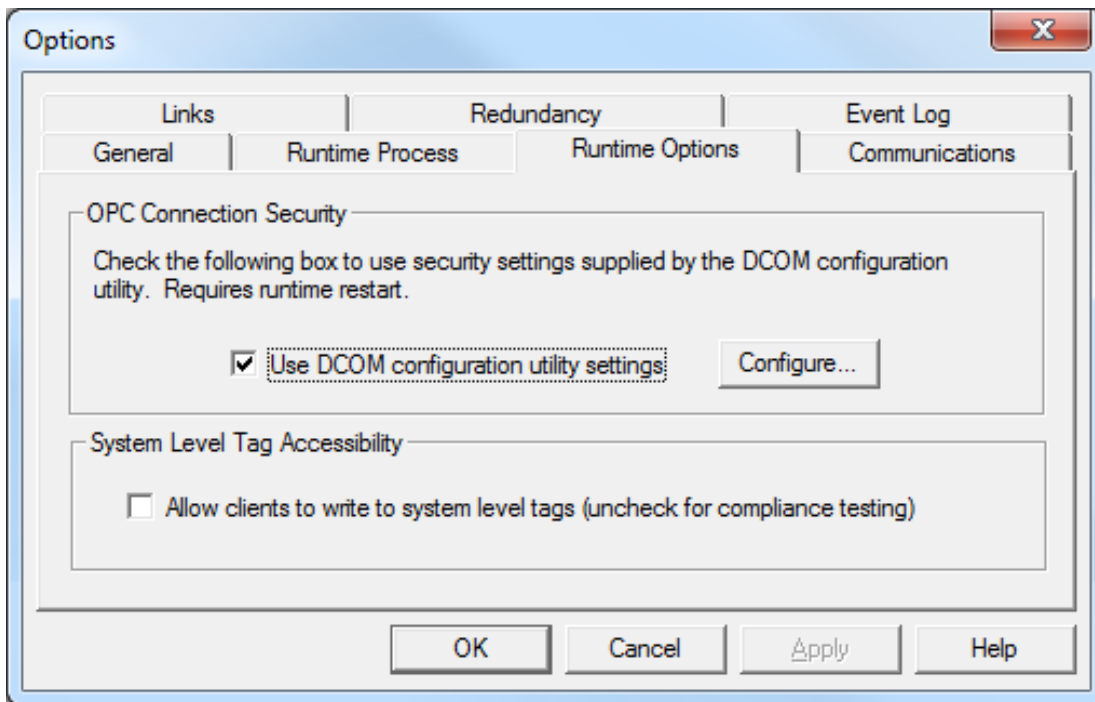 Options
Links
Redundancy
Event Log
General
Runtime Process
Runtime Options
Communications
OPC Connection Security
Check the following box to use security settings supplied by the DCOM configuration
utility.  Requires runtime restart.
Use DCOM configuration utility settings
Configure...
System Level Tag Accessibility
Allow clients to write to system level tags (uncheck for compliance testing)
OK
Cancel
Apply
Help